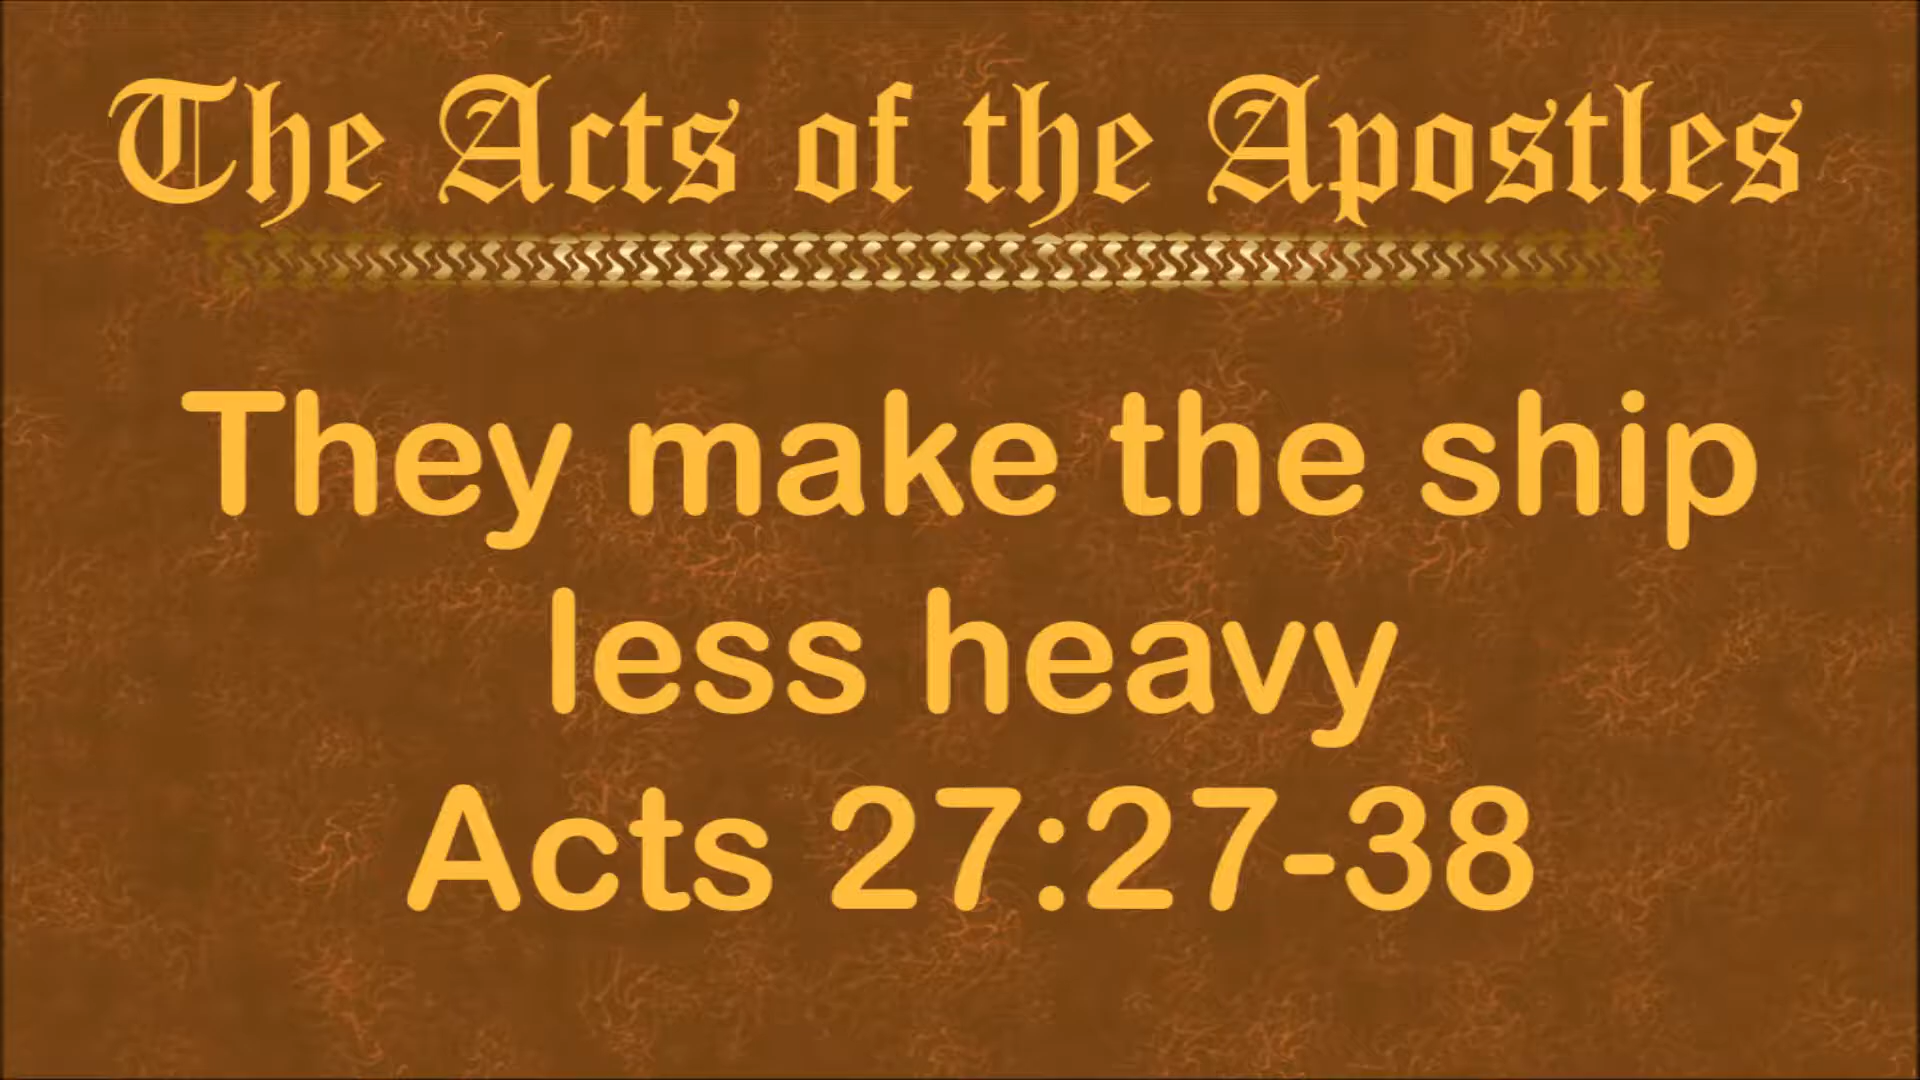 The Acts of the Apostles
They make the ship
less heavy
Acts 27:27-38